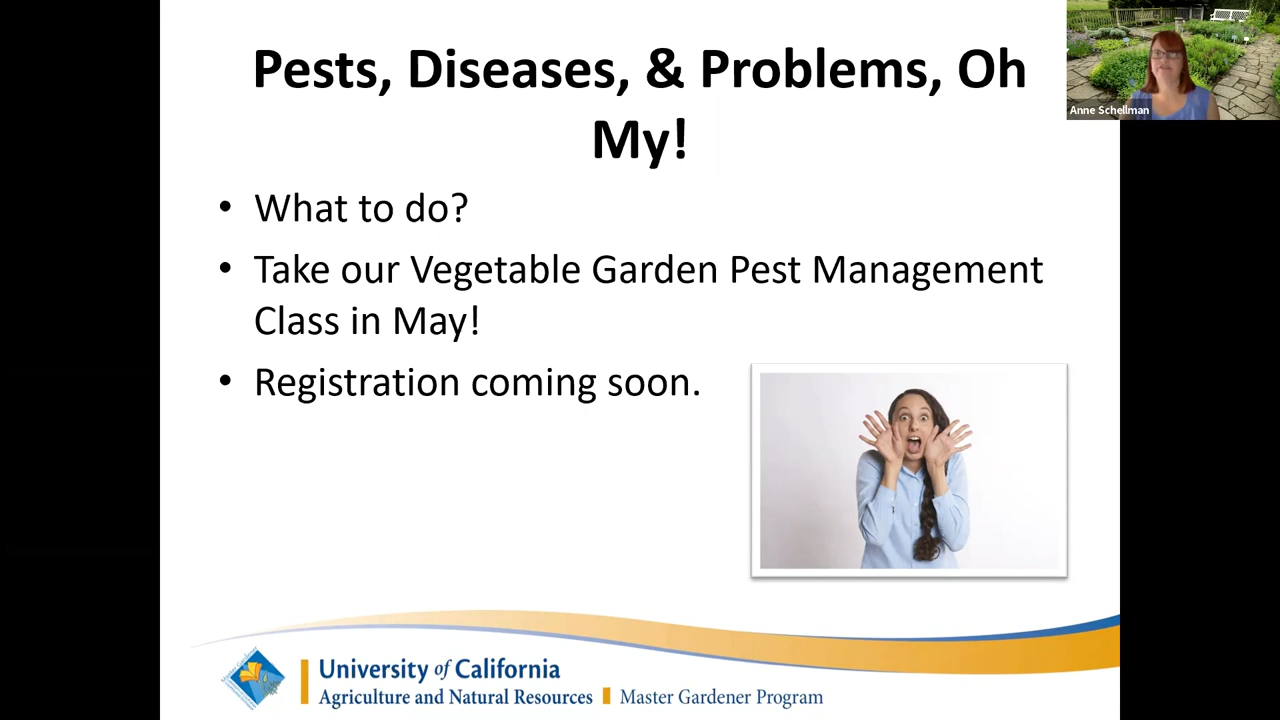 Pests, Diseases, & Problems, Oh
My!
Anne Schellman
• What to do?
• Take our Vegetable Garden Pest Management
Class in May!
• Registration coming soon.
University of California
Agriculture and Natural Resources
Master Gardener Program